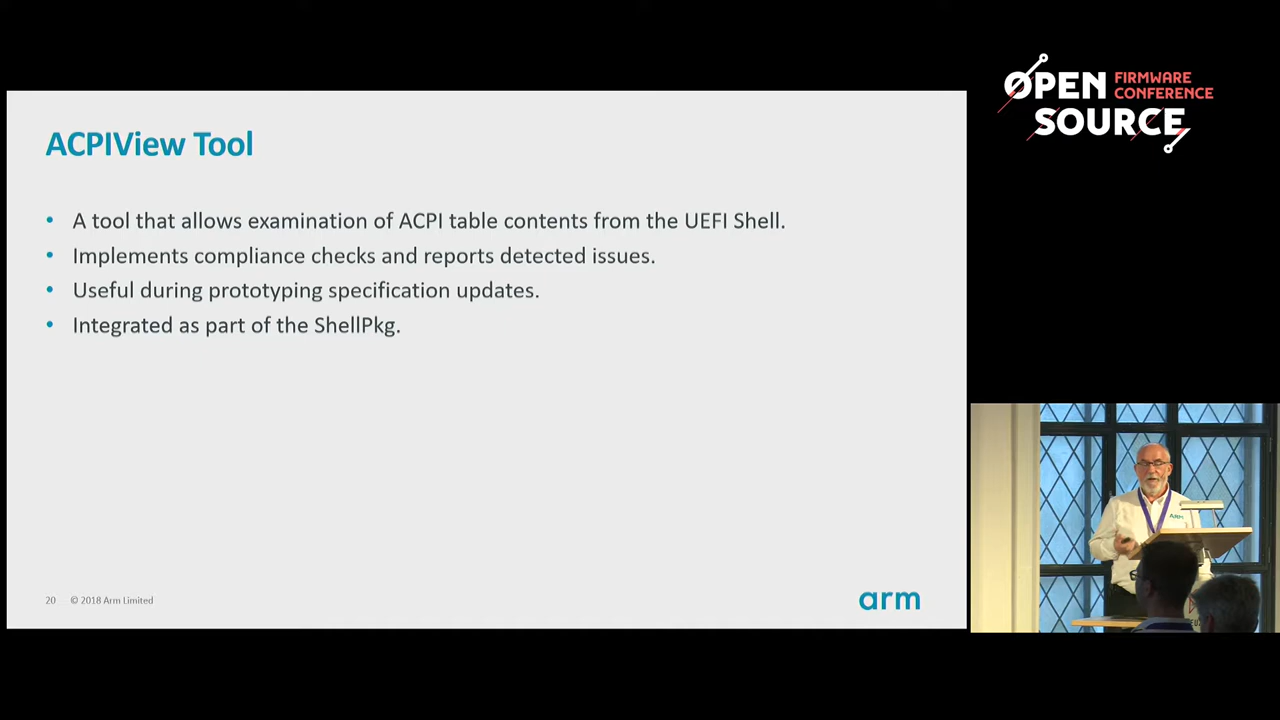 OPEN FIRMWARE
CONFERENCE
SOURCE
ACPIView Tool
• A tool that allows examination of ACPI table contents from the UEFI Shell.
• Implements compliance checks and reports detected issues.
• Useful during prototyping specification updates.
• Integrated as part of the ShellPkg.
20 © 2018 Arm Limited
arm
ARM